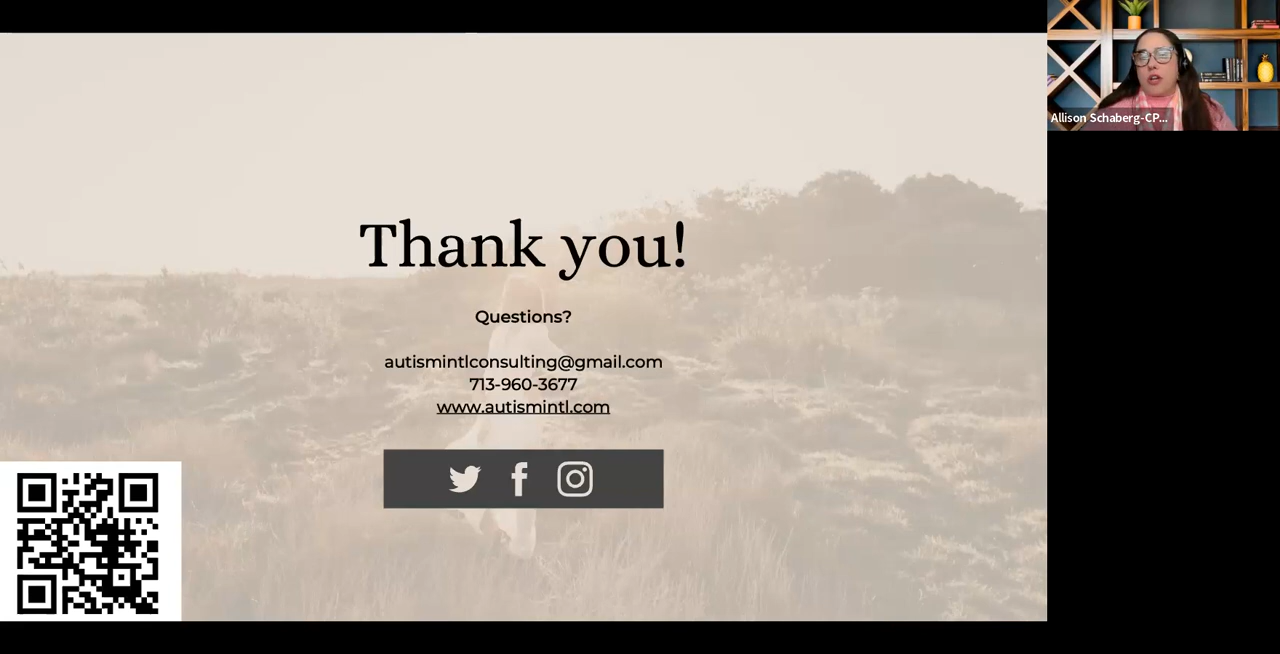 Thank you!
Questions?
autismintlconsulting@gmail.com
713-960-3677
www.autismintl.com
Allison Schaberg-CP...